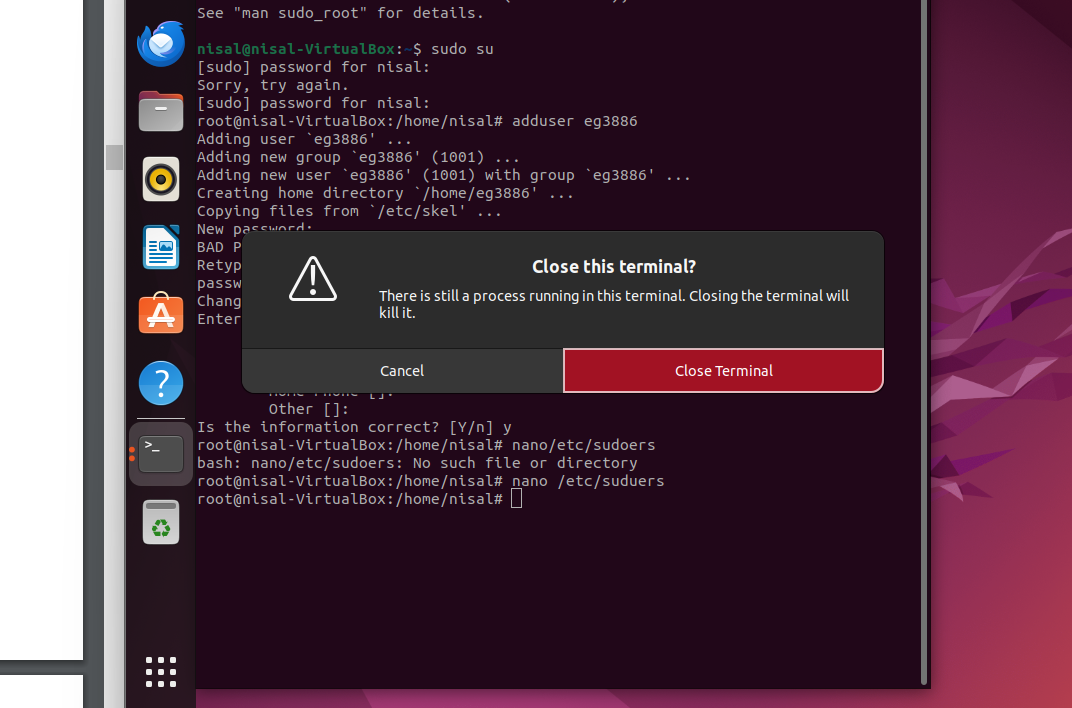 See "man sudo_root" for details.
nisal@nisal-VirtualBox:~$ sudo su
[sudo] password for nisal:
Sorry, try again.
[sudo] password for nisal:
root@nisal-VirtualBox:/home/nisal# adduser eg3886
Adding user `eg3886' ...
Adding new group `eg3886' (1001) ...
Adding new user `eg3886' (1001) with group `eg3886' ...
Creating home directory `/home/eg3886' ...
Copying files from `/etc/skel' ...
New password:
BAD P
Retyp
passw
Chang
Enter
Close this terminal?
There is still a process running in this terminal. Closing the terminal will
kill it.
Cancel
Close Terminal
Home Phone []:
Other []:
Is the information correct? [Y/n] y
root@nisal-VirtualBox:/home/nisal# nano/etc/sudoers
bash: nano/etc/sudoers: No such file or directory
root@nisal-VirtualBox:/home/nisal# nano /etc/suduers
root@nisal-VirtualBox:/home/nisal#